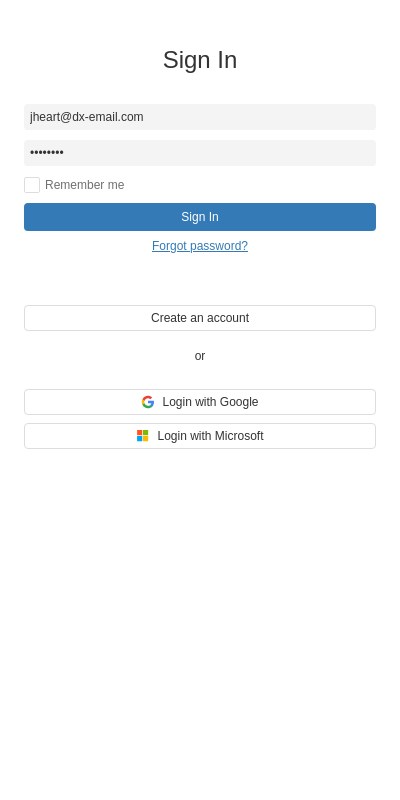 Sign In
jheart@dx-email.com
••••••••
Remember me
Sign In
Forgot password?
Create an account
or
Login with Google
Login with Microsoft